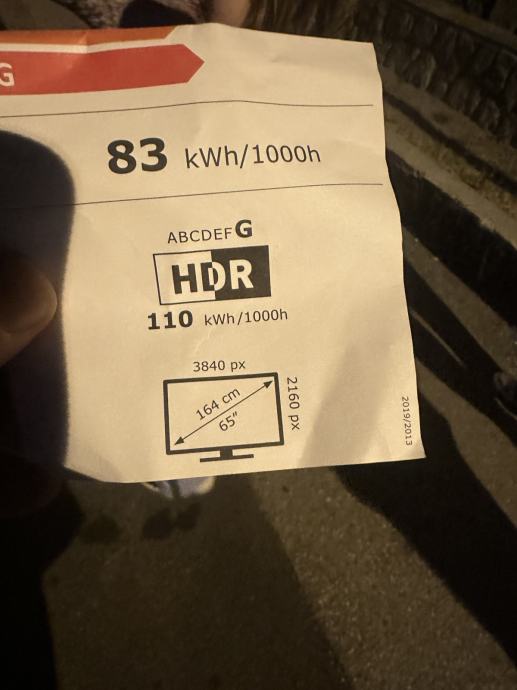 G
83 kWh/1000h
ABCDEFG
HDR
110 kWh/1000h
3840 px
2160 px
164 cm
65"
2019/2013